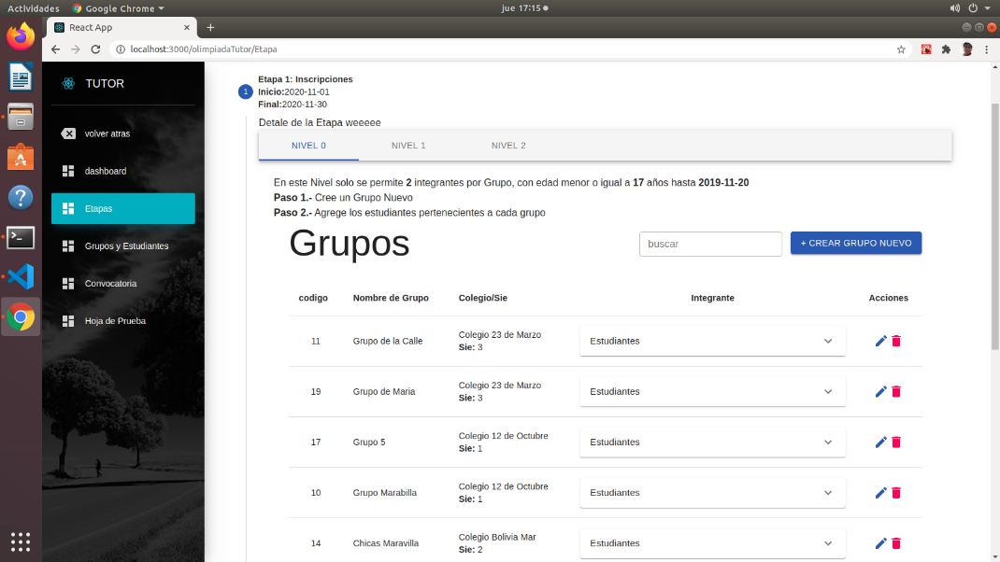 Actividades
Google Chrome
jue 17:15
React App
localhost:3000/olimpiadaTutor/Etapa
TUTOR
volver atras
dashboard
Etapas
Grupos y Estudiantes
Convocatoria
Hoja de Prueba
1
Etapa 1: Inscripciones
Inicio:2020-11-01
Final:2020-11-30
Detale de la Etapa weeeee
NIVEL 0 NIVEL 1 NIVEL 2
En este Nivel solo se permite 2 integrantes por Grupo, con edad menor o igual a 17 años hasta 2019-11-20
Paso 1.- Cree un Grupo Nuevo
Paso 2.- Agrege los estudiantes pertenecientes a cada grupo
Grupos
buscar
+ CREAR GRUPO NUEVO
codigo Nombre de Grupo Colegio/Sie Integrante Acciones
11 Grupo de la Calle Colegio 23 de Marzo Estudiantes
Sie: 3
19 Grupo de Maria Colegio 23 de Marzo Estudiantes
Sie: 3
17 Grupo 5 Colegio 12 de Octubre Estudiantes
Sie: 1
10 Grupo Marabilla Colegio 12 de Octubre Estudiantes
Sie: 1
14 Chicas Maravilla Colegio Bolivia Mar Estudiantes
Sie: 2